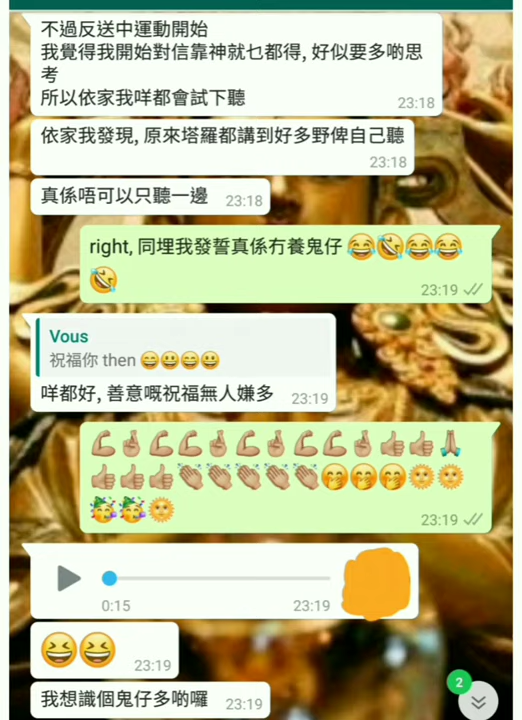 不過反送中運動開始
我覺得我開始對信靠神就乜都得, 好似要多啲思
考
所以依家我咩都會試下聽
23:18
依家我發現, 原來塔羅都講到好多野俾自己聽
23:18
真係唔可以只聽一邊
23:18
right, 同埋我發誓真係冇養鬼仔 😂🤣😂😂
🤣
23:19
Vous
祝福你 then 😄😃😄😃
咩都好, 善意嘅祝福無人嫌多
23:19
💪🏽🤞🏽💪🏽💪🏽🤞🏽💪🏽🤞🏽💪🏽💪🏽🤞🏽👍🏽👍🏽🙏🏽
👍🏽👍🏽👍🏽👏🏽👏🏽👏🏽👏🏽👏🏽🤭🤭🤭🌞🌞
🥳🥳🌞
23:19
0:15
23:19
😆😆
23:19
2
我想識個鬼仔多啲囉
23:19